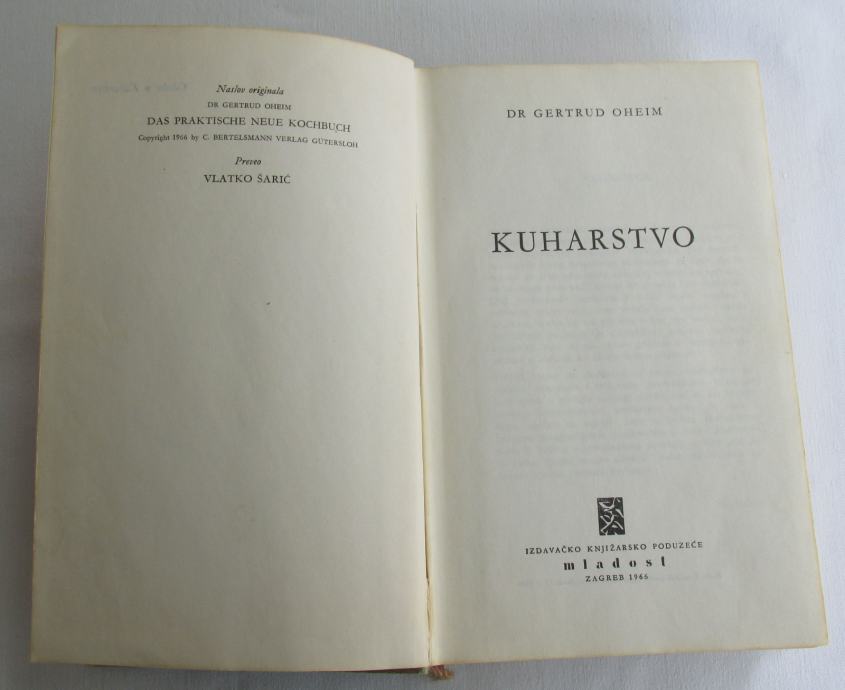 Naslov originala
DR GERTRUD OHEIM
DAS PRAKTISCHE NEUE KOCHBUCH
Copyright 1966 by C. BERTELSMANN VERLAG GÜTERSLOH
Preveo
VLATKO ŠARIĆ
DR GERTRUD OHEIM
KUHARSTVO
IZDAVAČKO KNJIŽARSKO PODUZEĆE
mladost
ZAGREB 1966